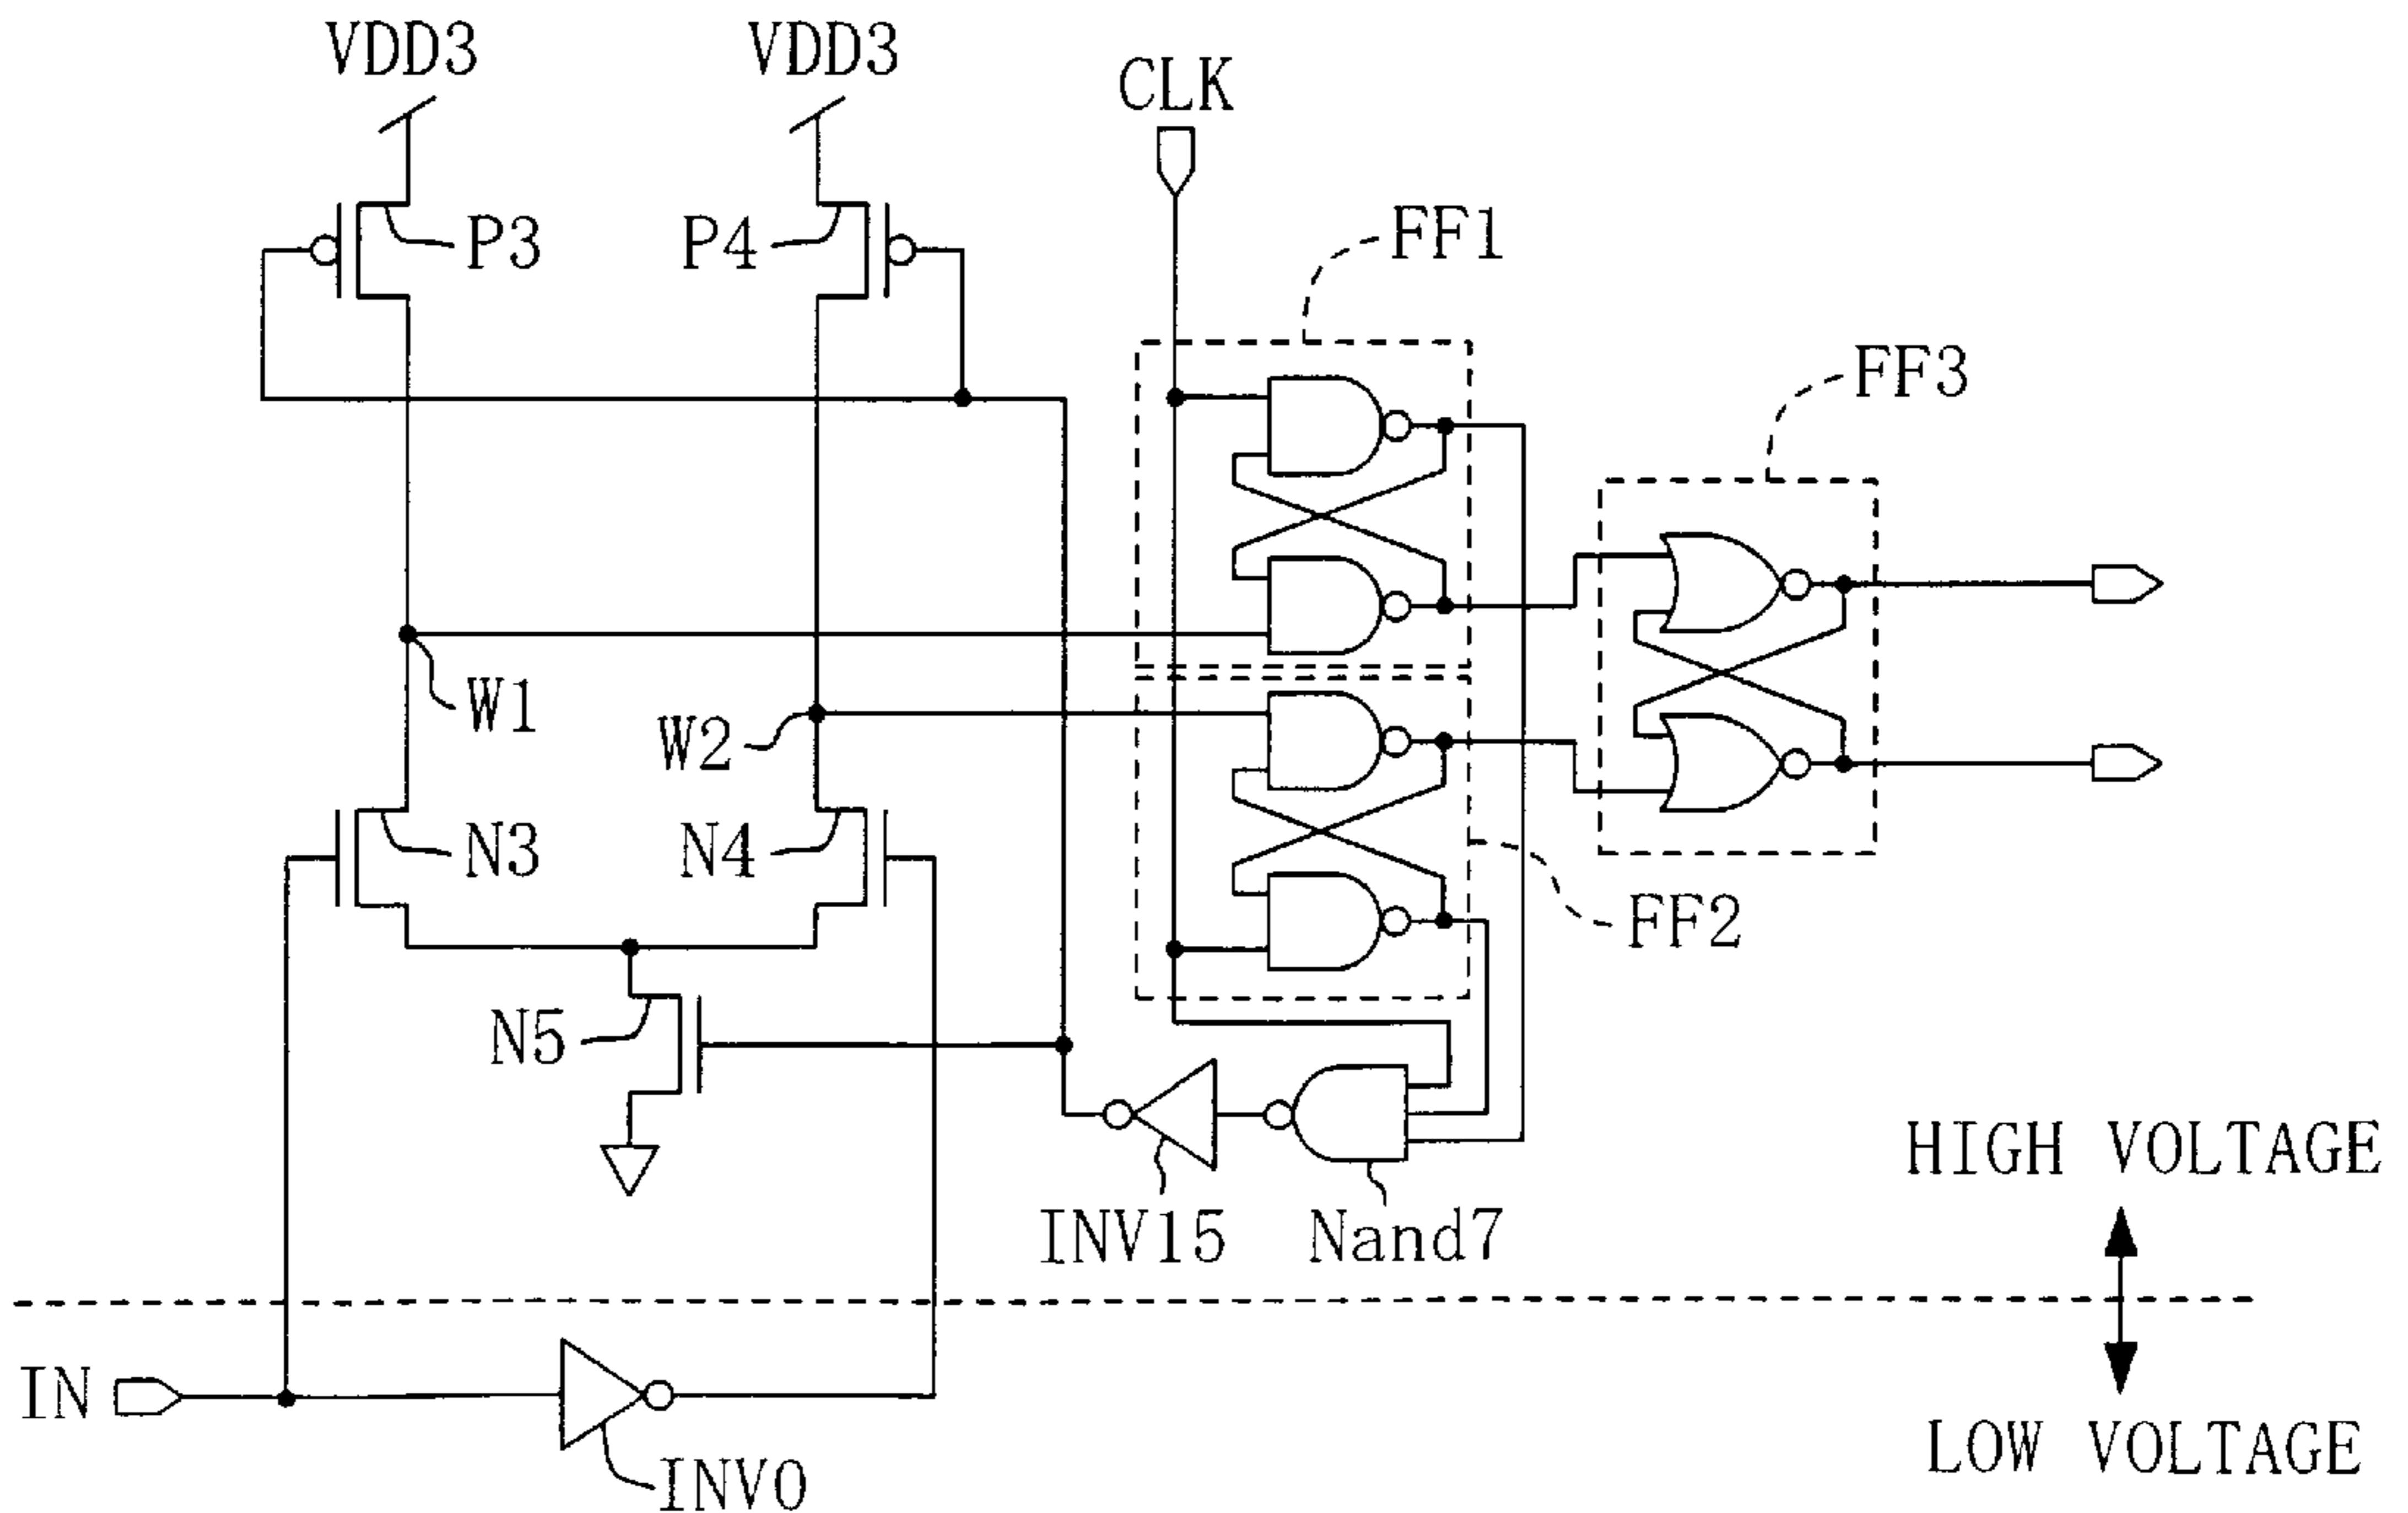 VDD3
VDD3
CLK
P3
P4
FF1
FF3
W1
W2
N3
N4
FF2
N5
INV15
Nand7
HIGH VOLTAGE
IN
LOW VOLTAGE
INV0